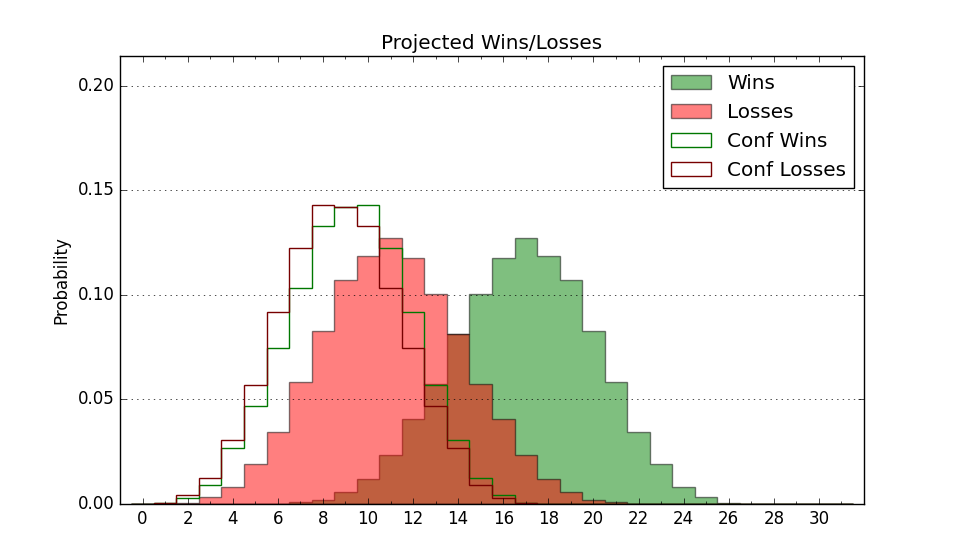 Projected Wins/Losses
Wins
Losses
Conf Wins
Conf Losses
Probability
0.20
0.15
0.10
0.05
0.00
0 2 4 6 8 10 12 14 16 18 20 22 24 26 28 30